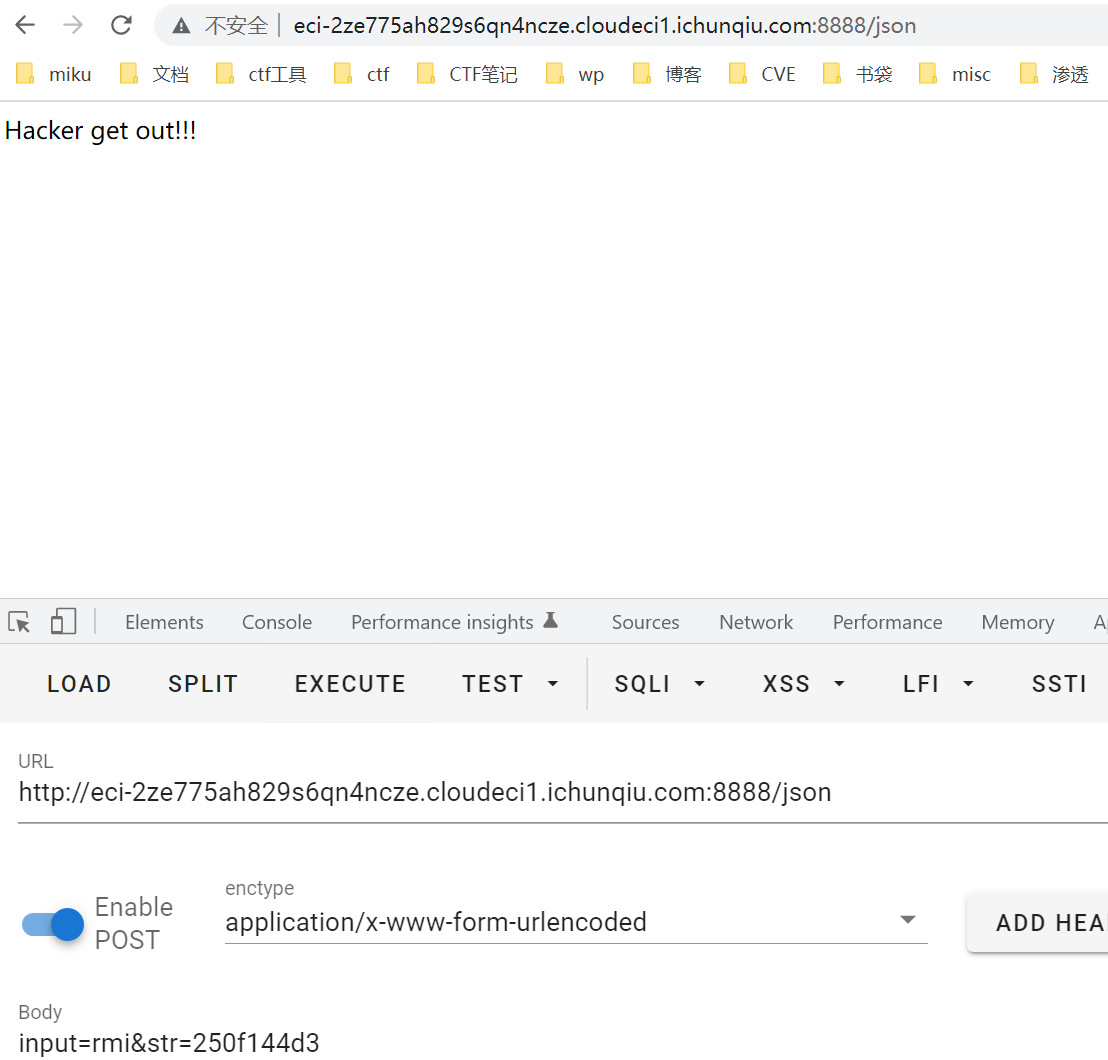 不安全 eci-2ze775ah829s6qn4ncze.cloudeci1.ichunqiu.com:8888/json
miku 文档 ctf工具 ctf CTF笔记 wp 博客 CVE 书袋 misc 渗透
Hacker get out!!!
Elements Console Performance insights Sources Network Performance Memory
LOAD SPLIT EXECUTE TEST SQLI XSS LFI SSTI
URL
http://eci-2ze775ah829s6qn4ncze.cloudeci1.ichunqiu.com:8888/json
enctype
Enable
POST
application/x-www-form-urlencoded
ADD HEA
Body
input=rmi&str=250f144d3